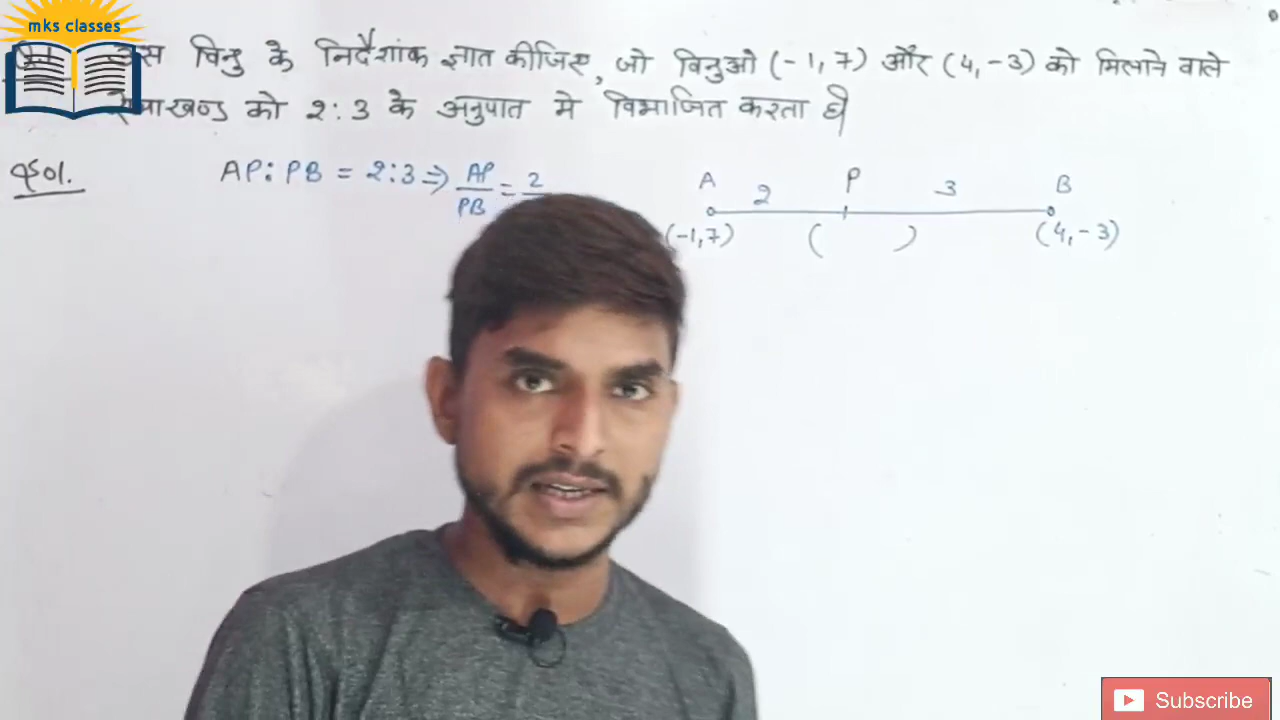 mks classes
उस बिन्दु के निर्देशांक ज्ञात कीजिए, जो बिन्दुओं (-1, 7) और (4, -3) को मिलाने वाले
रेखाखण्ड को 2:3 के अनुपात मे विभाजित करता है
Sol.
AP: PB = 2:3 ⇒ AP/PB = 2/
A 2 P 3 B
(-1, 7) ( ) (4, -3)
Subscribe